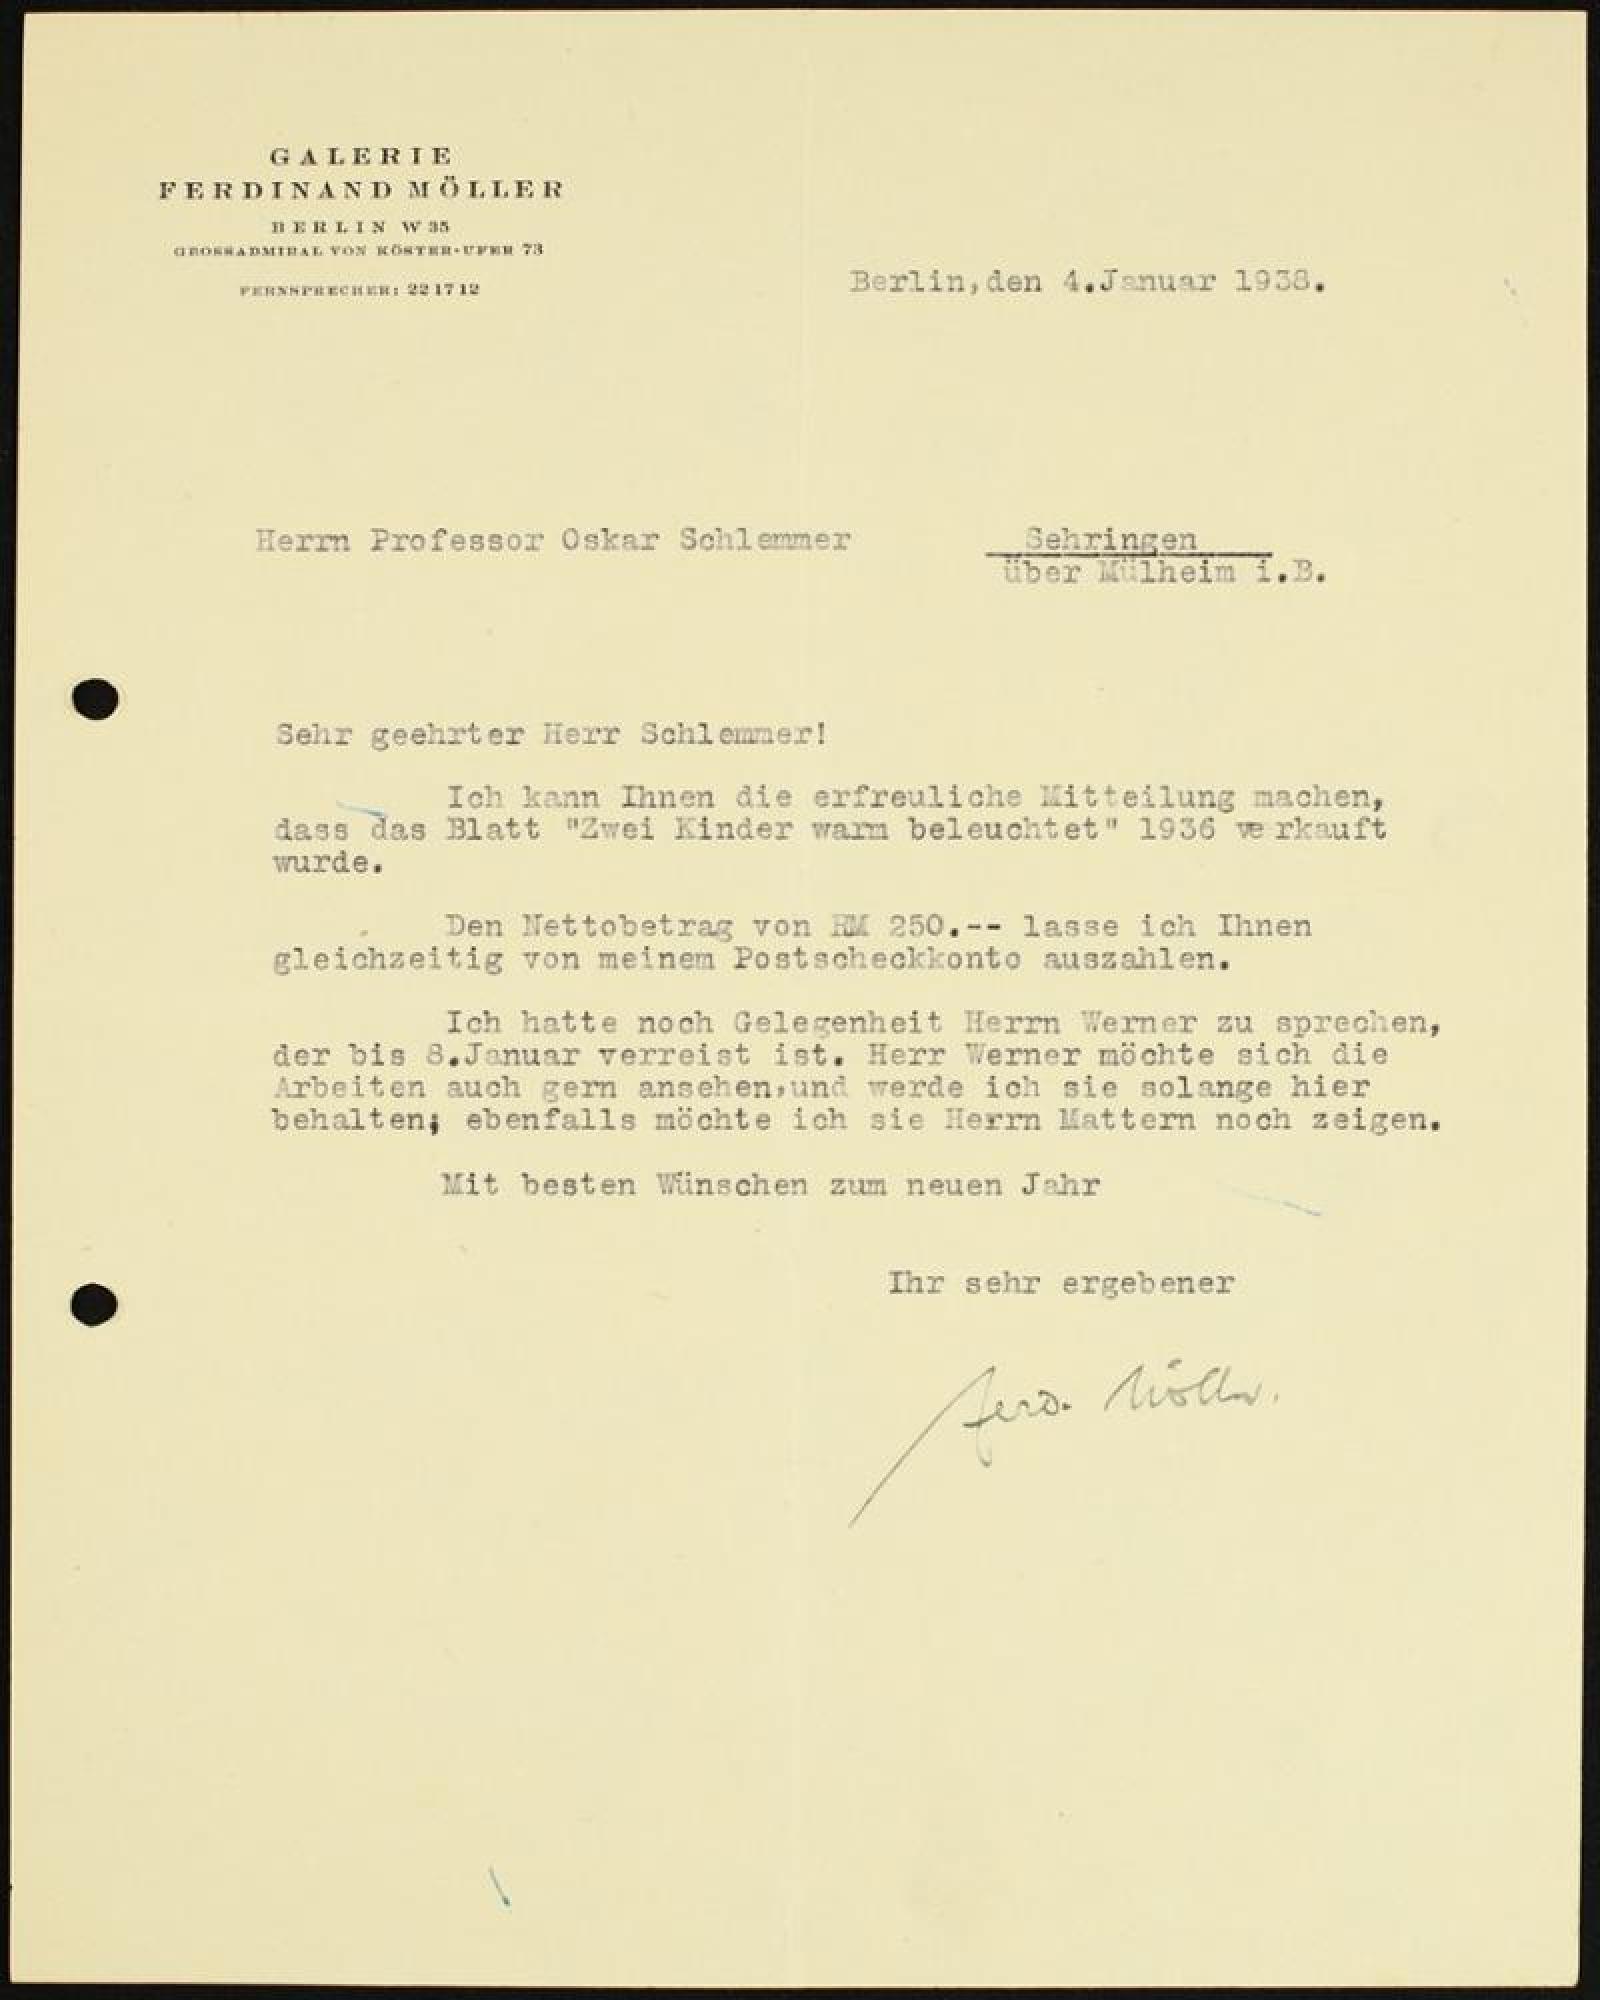 GALERIE
FERDINAND MÖLLER
BERLIN W 35
GROSSADMIRAL VON KÖSTER-UFER 73
FERNSPRECHER: 22 17 12
Berlin,den 4.Januar 1938.
Herrn Professor Oskar Schlemmer
Sehringen
über Mülheim i.B.
Sehr geehrter Herr Schlemmer!
Ich kann Ihnen die erfreuliche Mitteilung machen,
dass das Blatt "Zwei Kinder warm beleuchtet" 1936 verkauft
wurde.
Den Nettobetrag von RM 250.-- lasse ich Ihnen
gleichzeitig von meinem Postscheckkonto auszahlen.
Ich hatte noch Gelegenheit Herrn Werner zu sprechen,
der bis 8.Januar verreist ist. Herr Werner möchte sich die
Arbeiten auch gern ansehen,und werde ich sie solange hier
behalten; ebenfalls möchte ich sie Herrn Mattern noch zeigen.
Mit besten Wünschen zum neuen Jahr
Ihr sehr ergebener
Ferd. Möller.